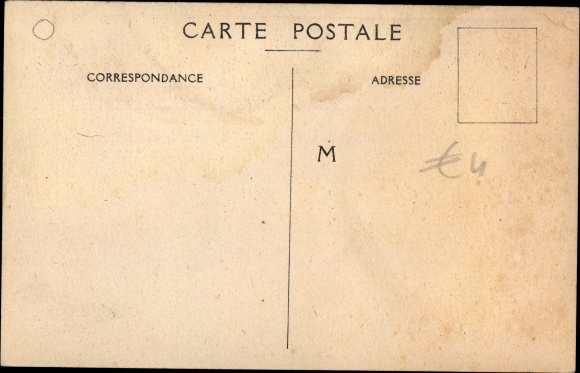 CARTE POSTALE
CORRESPONDANCE
ADRESSE
M
€4